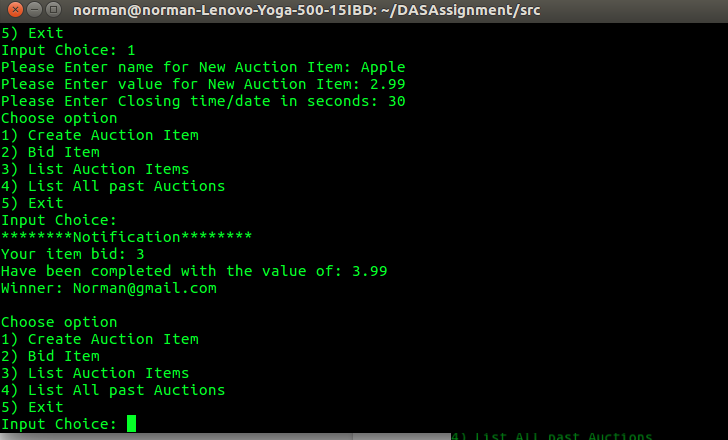 norman@norman-Lenovo-Yoga-500-15IBD: ~/DASAssignment/src
5) Exit
Input Choice: 1
Please Enter name for New Auction Item: Apple
Please Enter value for New Auction Item: 2.99
Please Enter Closing time/date in seconds: 30
Choose option
1) Create Auction Item
2) Bid Item
3) List Auction Items
4) List All past Auctions
5) Exit
Input Choice:
********Notification********
Your item bid: 3
Have been completed with the value of: 3.99
Winner: Norman@gmail.com
Choose option
1) Create Auction Item
2) Bid Item
3) List Auction Items
4) List All past Auctions
5) Exit
Input Choice:
4) List All past Auctions